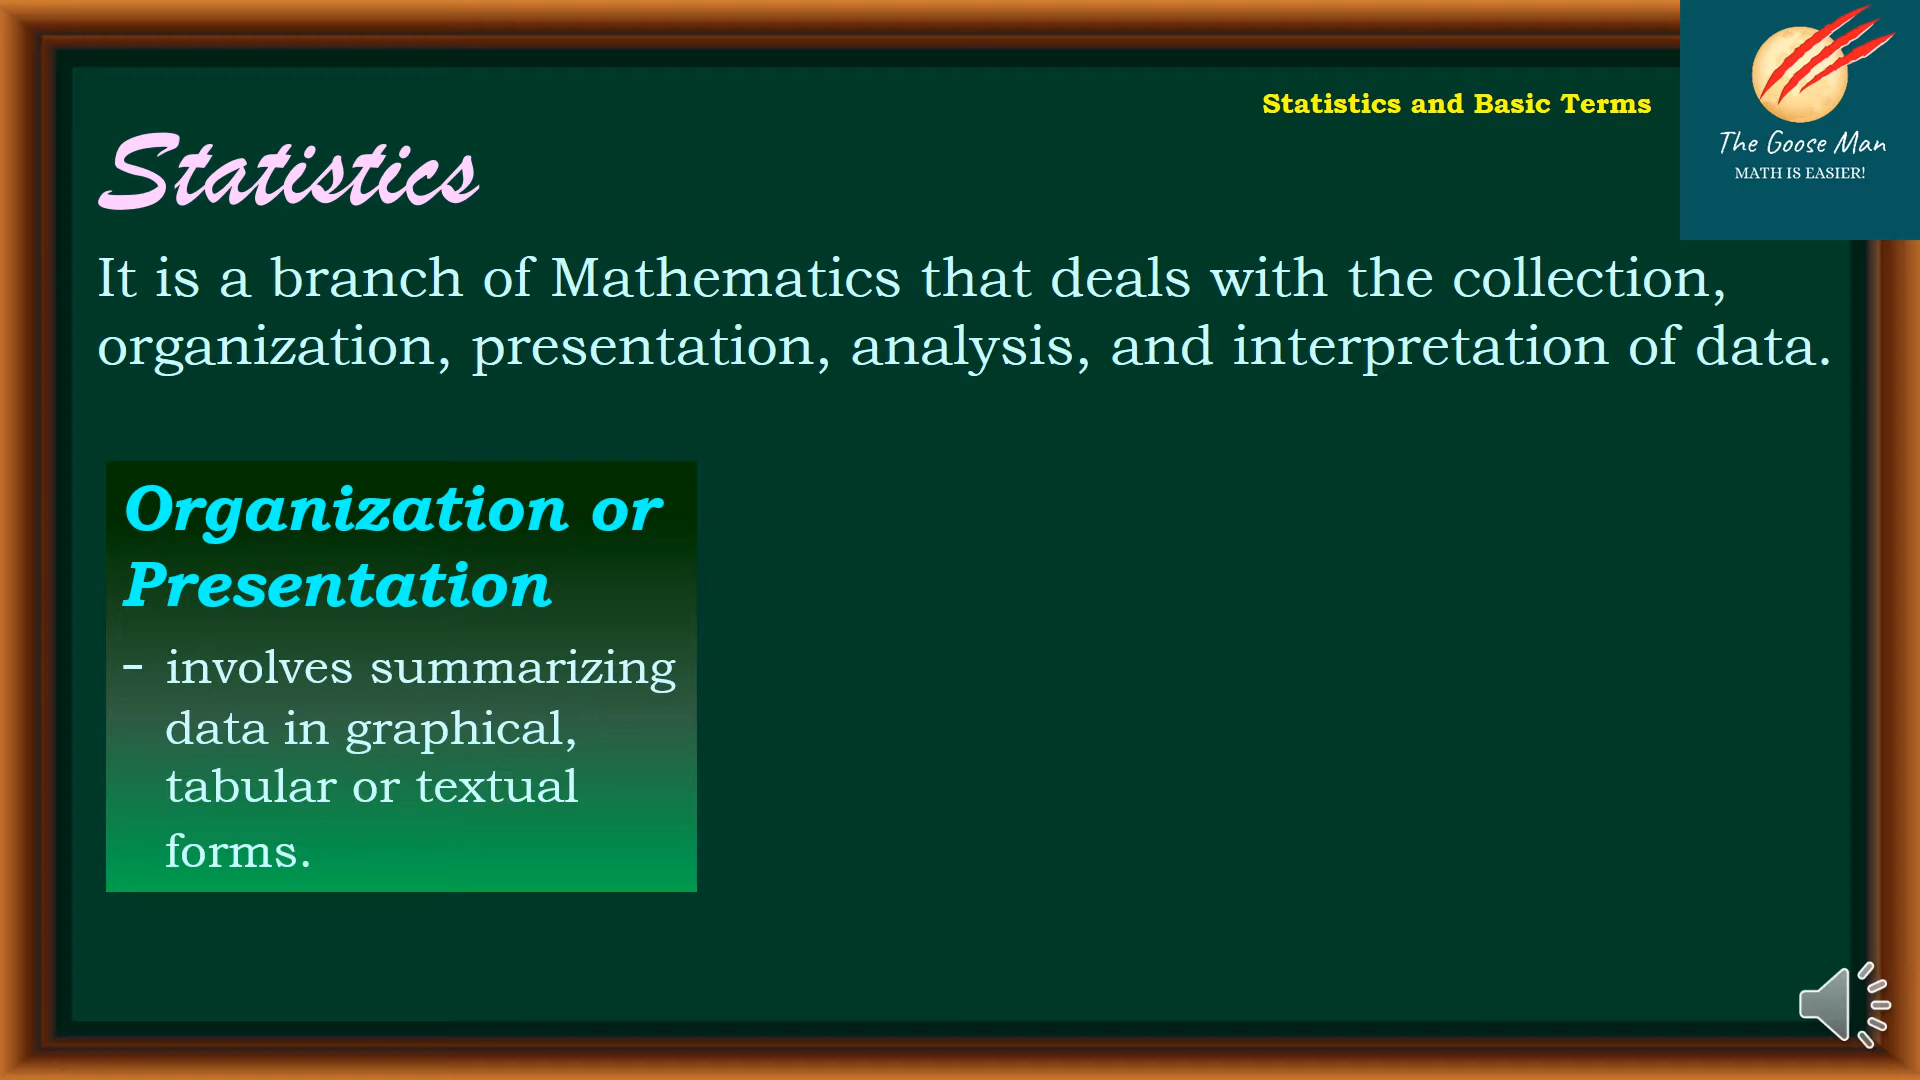 Statistics and Basic Terms
The Goose Man
MATH IS EASIER!
Statistics
It is a branch of Mathematics that deals with the collection,
organization, presentation, analysis, and interpretation of data.
Organization or
Presentation
- involves summarizing
data in graphical,
tabular or textual
forms.